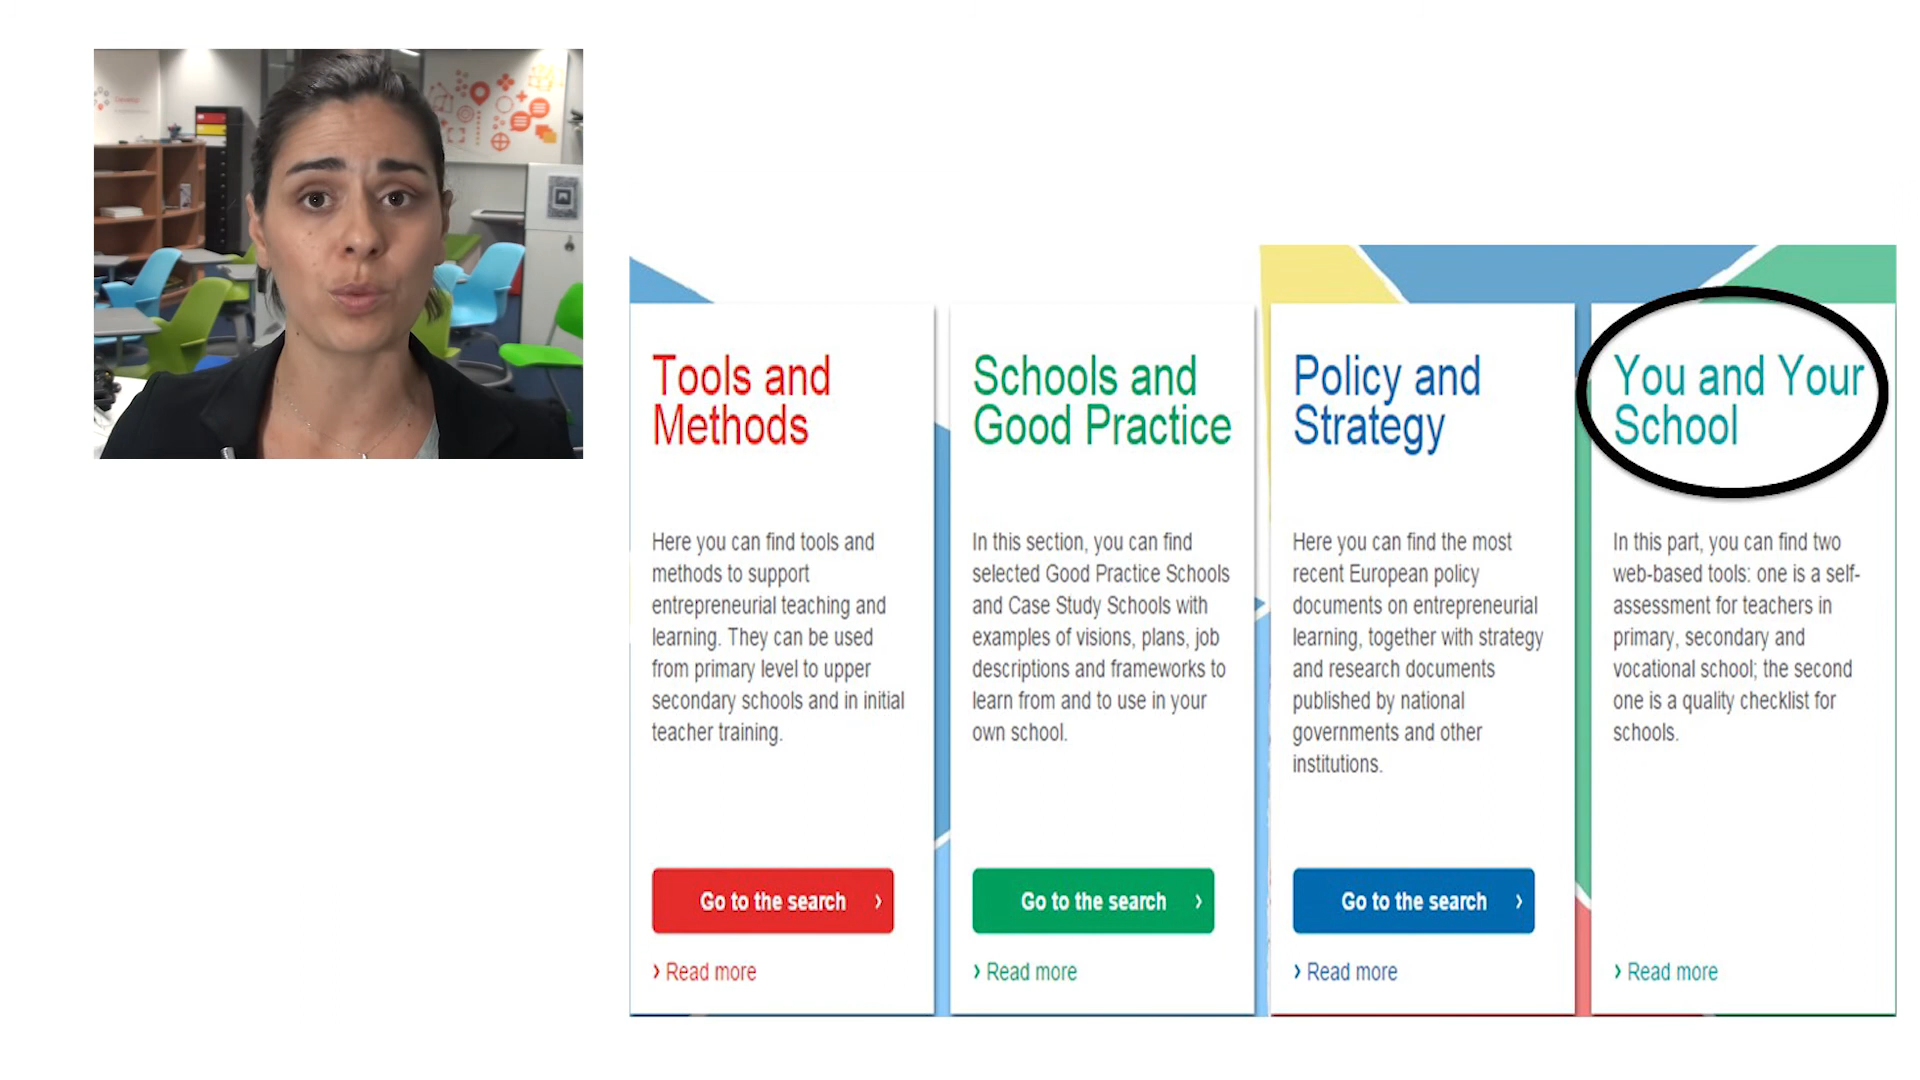 Develop
Tools and
Methods
Here you can find tools and
methods to support
entrepreneurial teaching and
learning. They can be used
from primary level to upper
secondary schools and in initial
teacher training.
Go to the search ›
› Read more
Schools and
Good Practice
In this section, you can find
selected Good Practice Schools
and Case Study Schools with
examples of visions, plans, job
descriptions and frameworks to
learn from and to use in your
own school.
Go to the search ›
› Read more
Policy and
Strategy
Here you can find the most
recent European policy
documents on entrepreneurial
learning, together with strategy
and research documents
published by national
governments and other
institutions.
Go to the search ›
› Read more
You and Your
School
In this part, you can find two
web-based tools: one is a self-
assessment for teachers in
primary, secondary and
vocational school; the second
one is a quality checklist for
schools.
› Read more